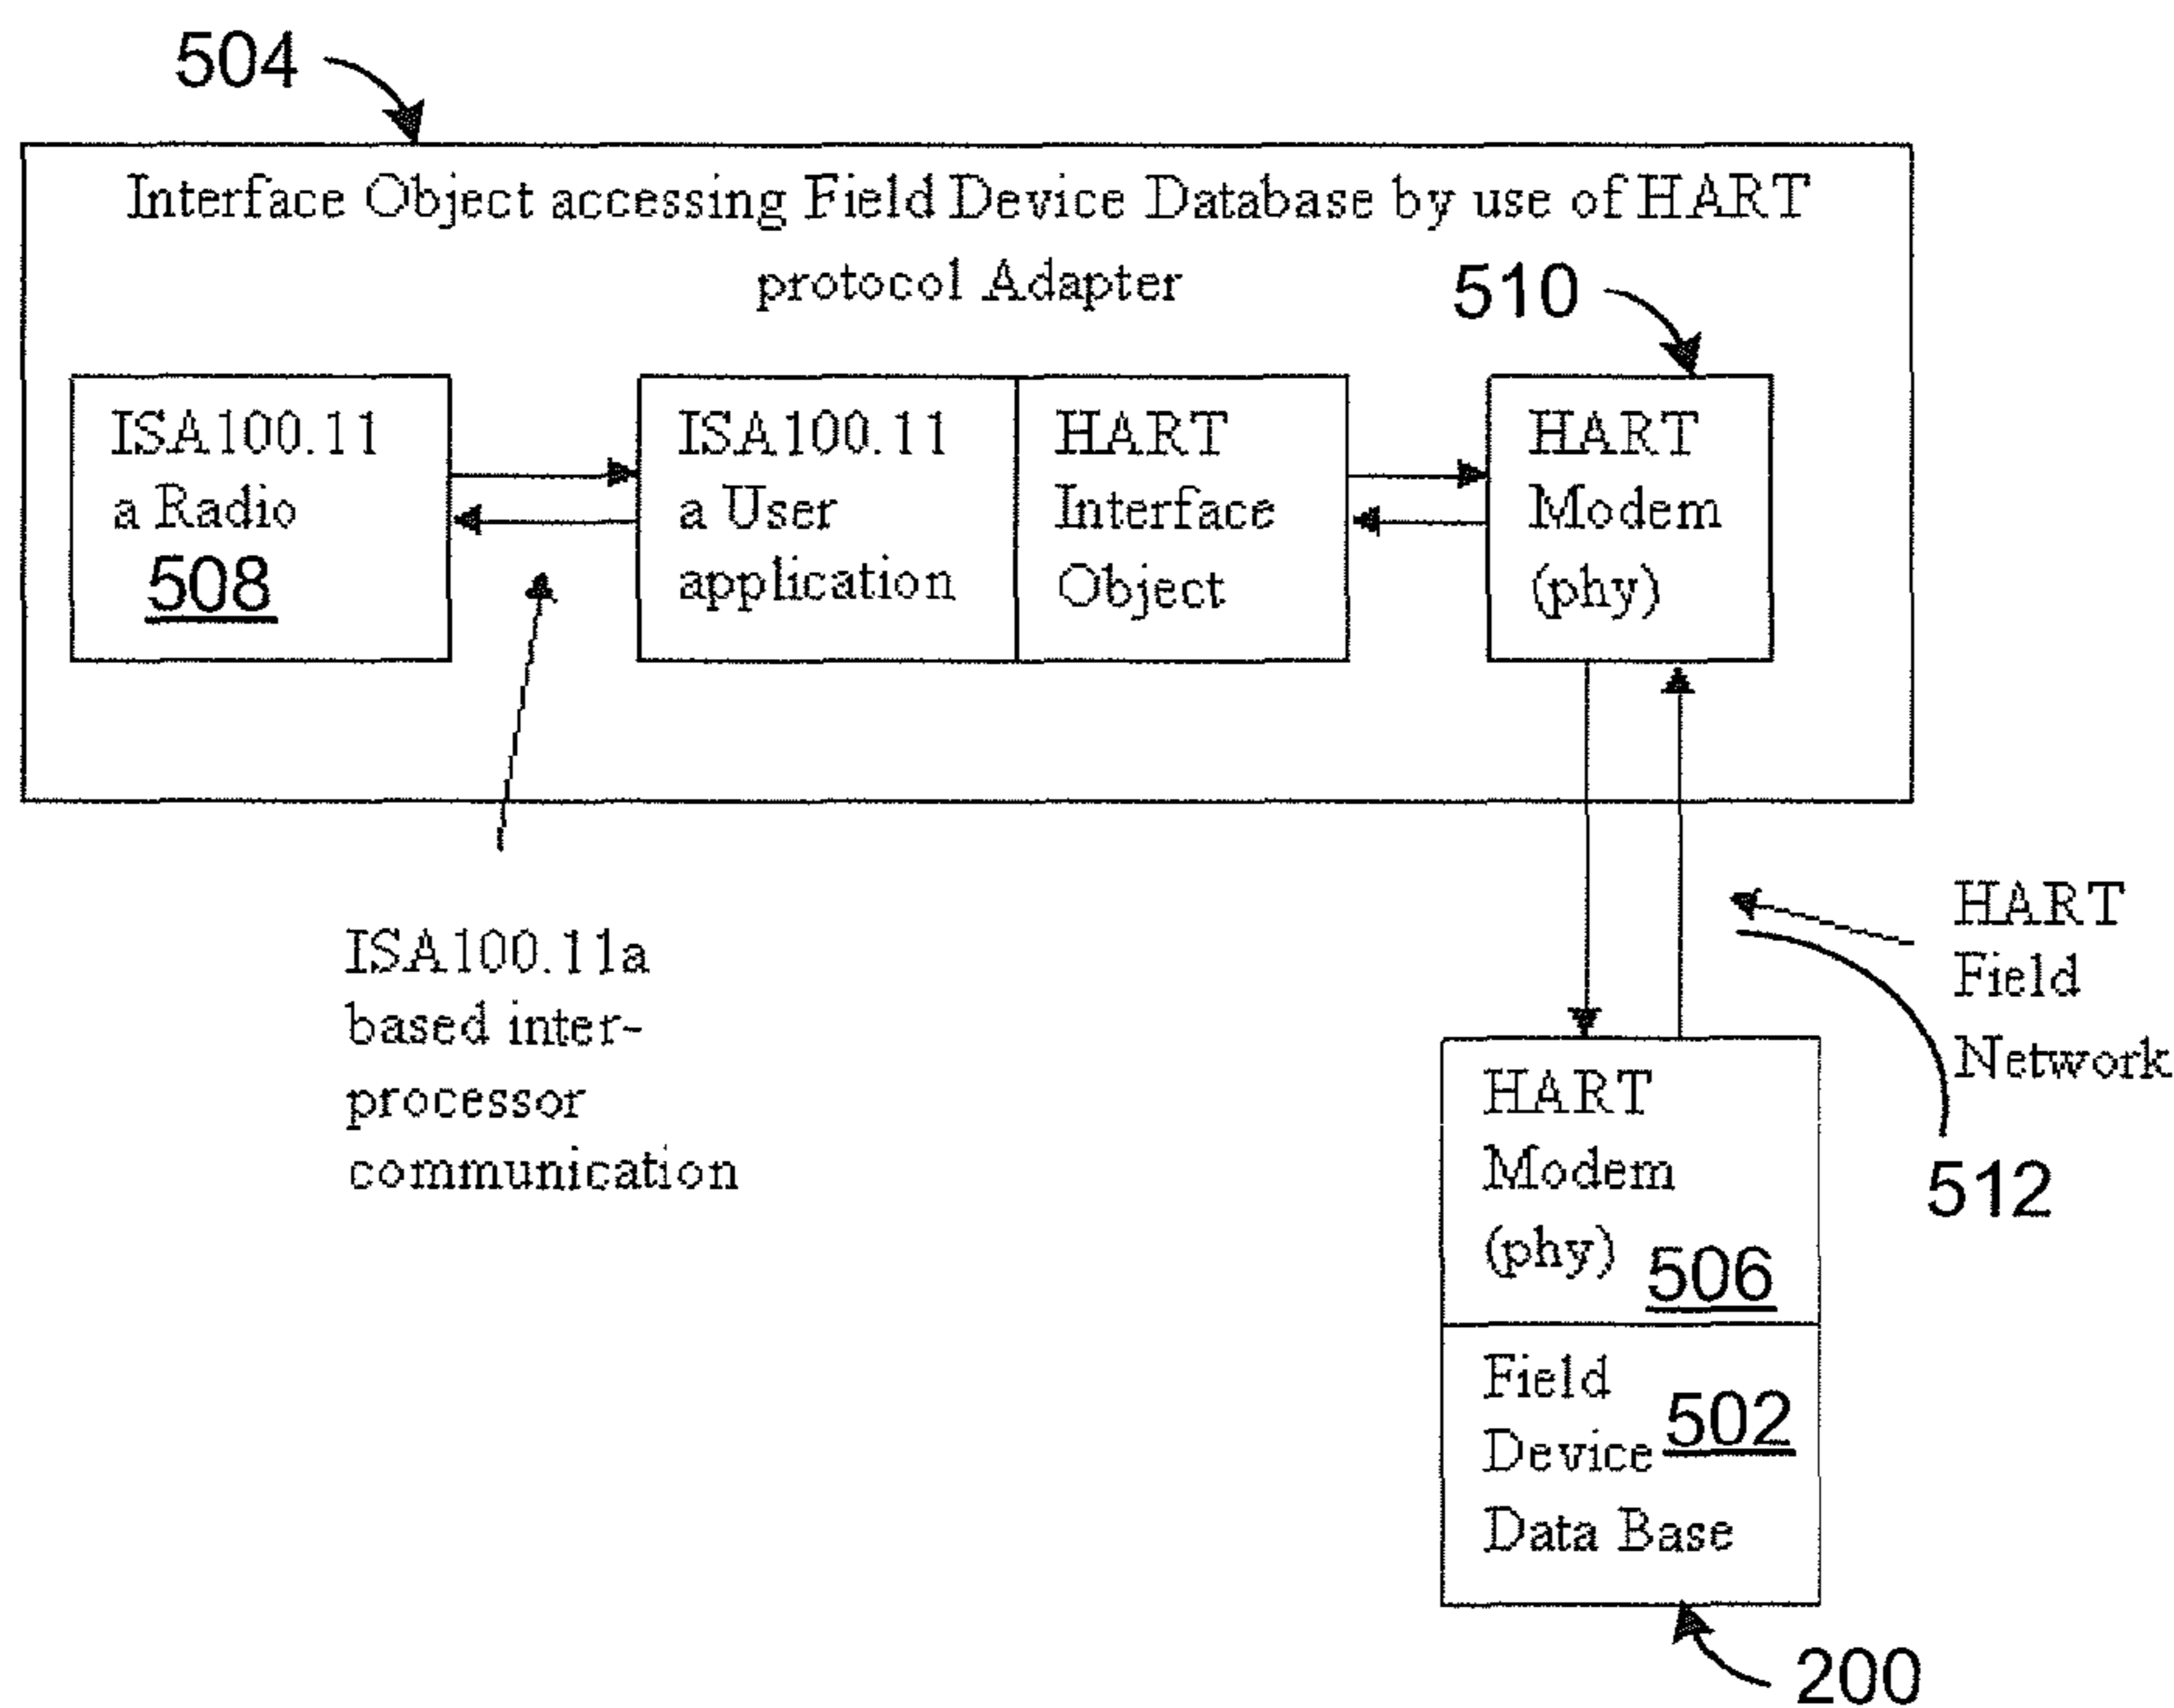 504
Interface Object accessing Field Device Database by use of HART
protocol Adapter
510
ISA100.11
a Radio
508
ISA100.11
a User
application
HART
Interface
Object
HART
Modem
(phy)
ISA100.11a
based inter-
processor
communication
HART
Field
Network
512
HART
Modem
(phy)
506
Field
Device
Data Base
502
200